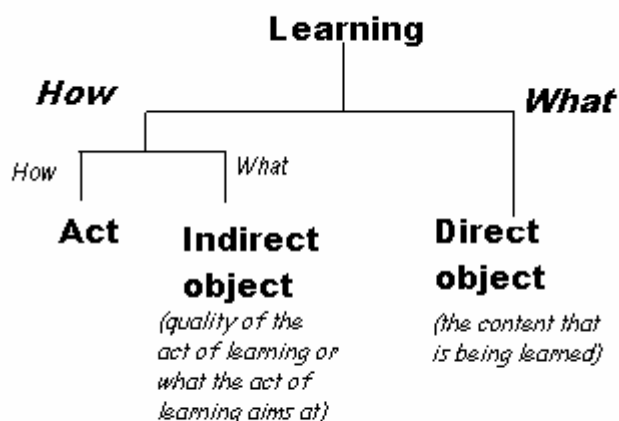 Learning
How
What
How
What
Act
Indirect
object
(quality of the
act of learning or
what the act of
learning aims at)
Direct
object
(the content that
is being learned)